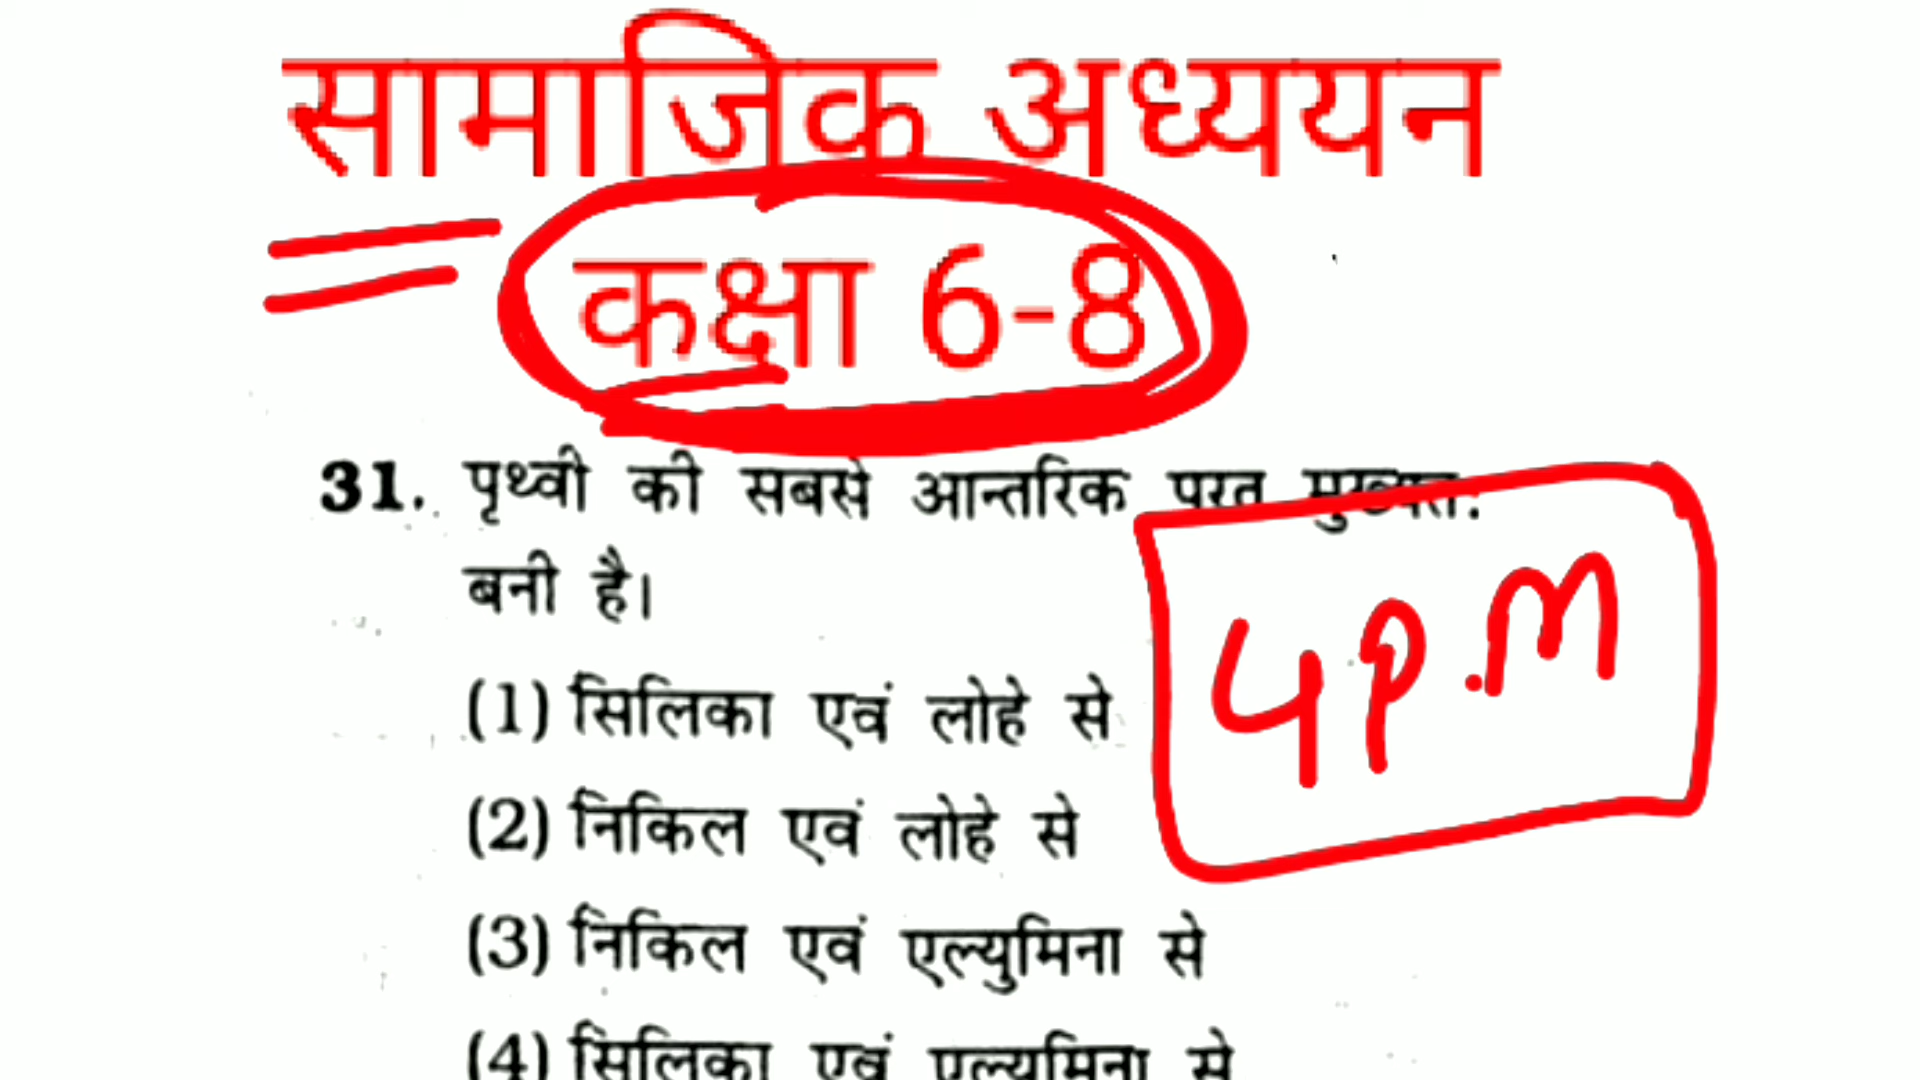 सामाजिक अध्ययन
कक्षा 6-8
31. पृथ्वी की सबसे आन्तरिक परत मुख्यतः
बनी है।
4 P.M
(1) सिलिका एवं लोहे से
(2) निकिल एवं लोहे से
(3) निकिल एवं एल्युमिना से
(4) सिलिका एवं एल्युमिना से